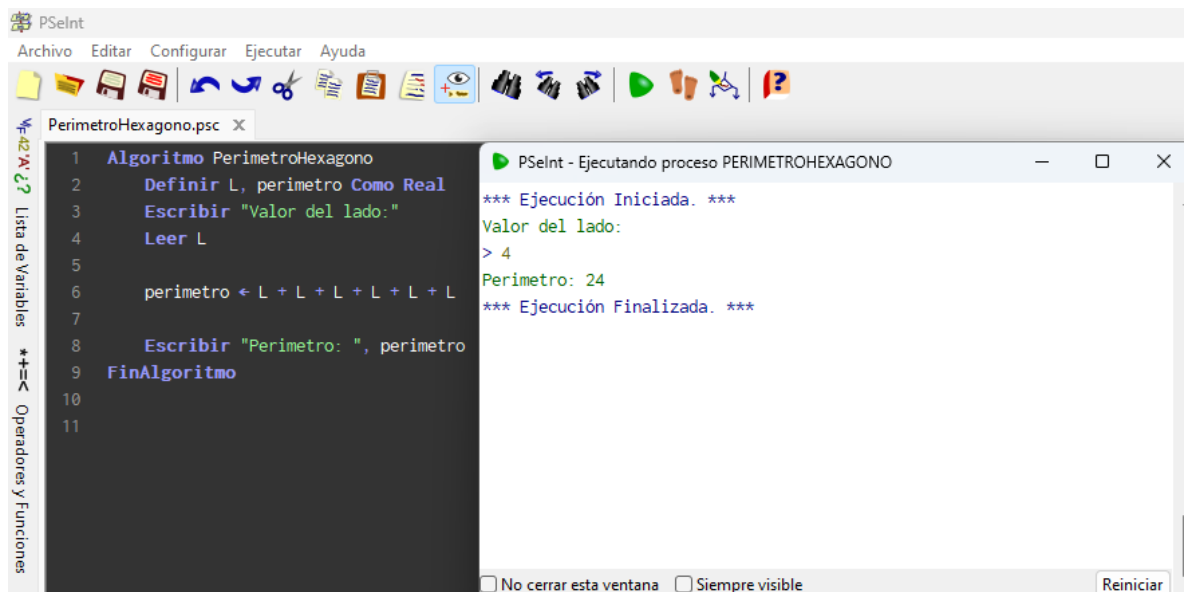 PSeInt
Archivo Editar Configurar Ejecutar Ayuda
PerimetroHexagono.psc X
1 Algoritmo PerimetroHexagono
2 Definir L, perimetro Como Real
3 Escribir "Valor del lado:"
4 Leer L
5
6 perimetro ← L + L + L + L + L + L
7
8 Escribir "Perimetro: ", perimetro
9 FinAlgoritmo
10
11
42 'A' ¿? Lista de Variables
*+=< Operadores y Funciones
PSeInt - Ejecutando proceso PERIMETROHEXAGONO
*** Ejecución Iniciada. ***
Valor del lado:
> 4
Perimetro: 24
*** Ejecución Finalizada. ***
No cerrar esta ventana Siempre visible Reiniciar